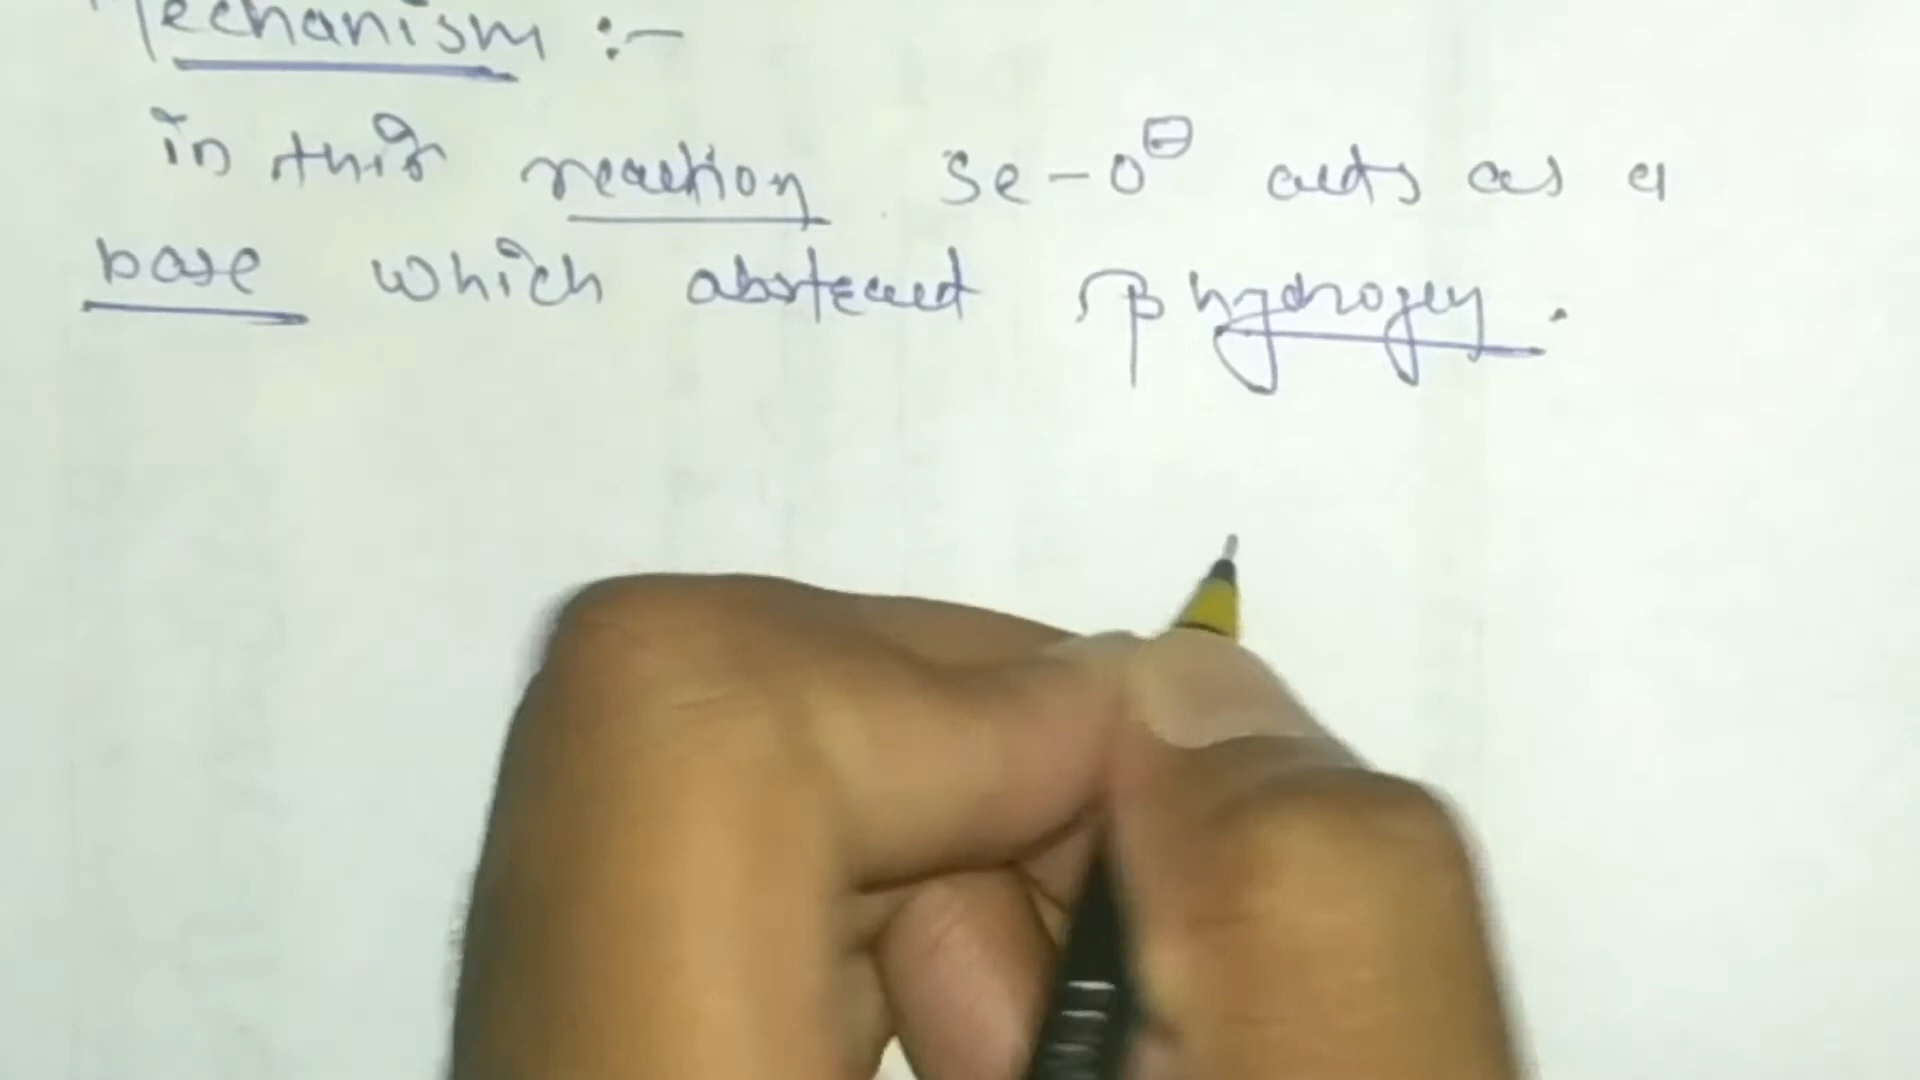 Mechanism :-
in this reaction Se-O⊖ acts as a
base which abstract β hydrogen.